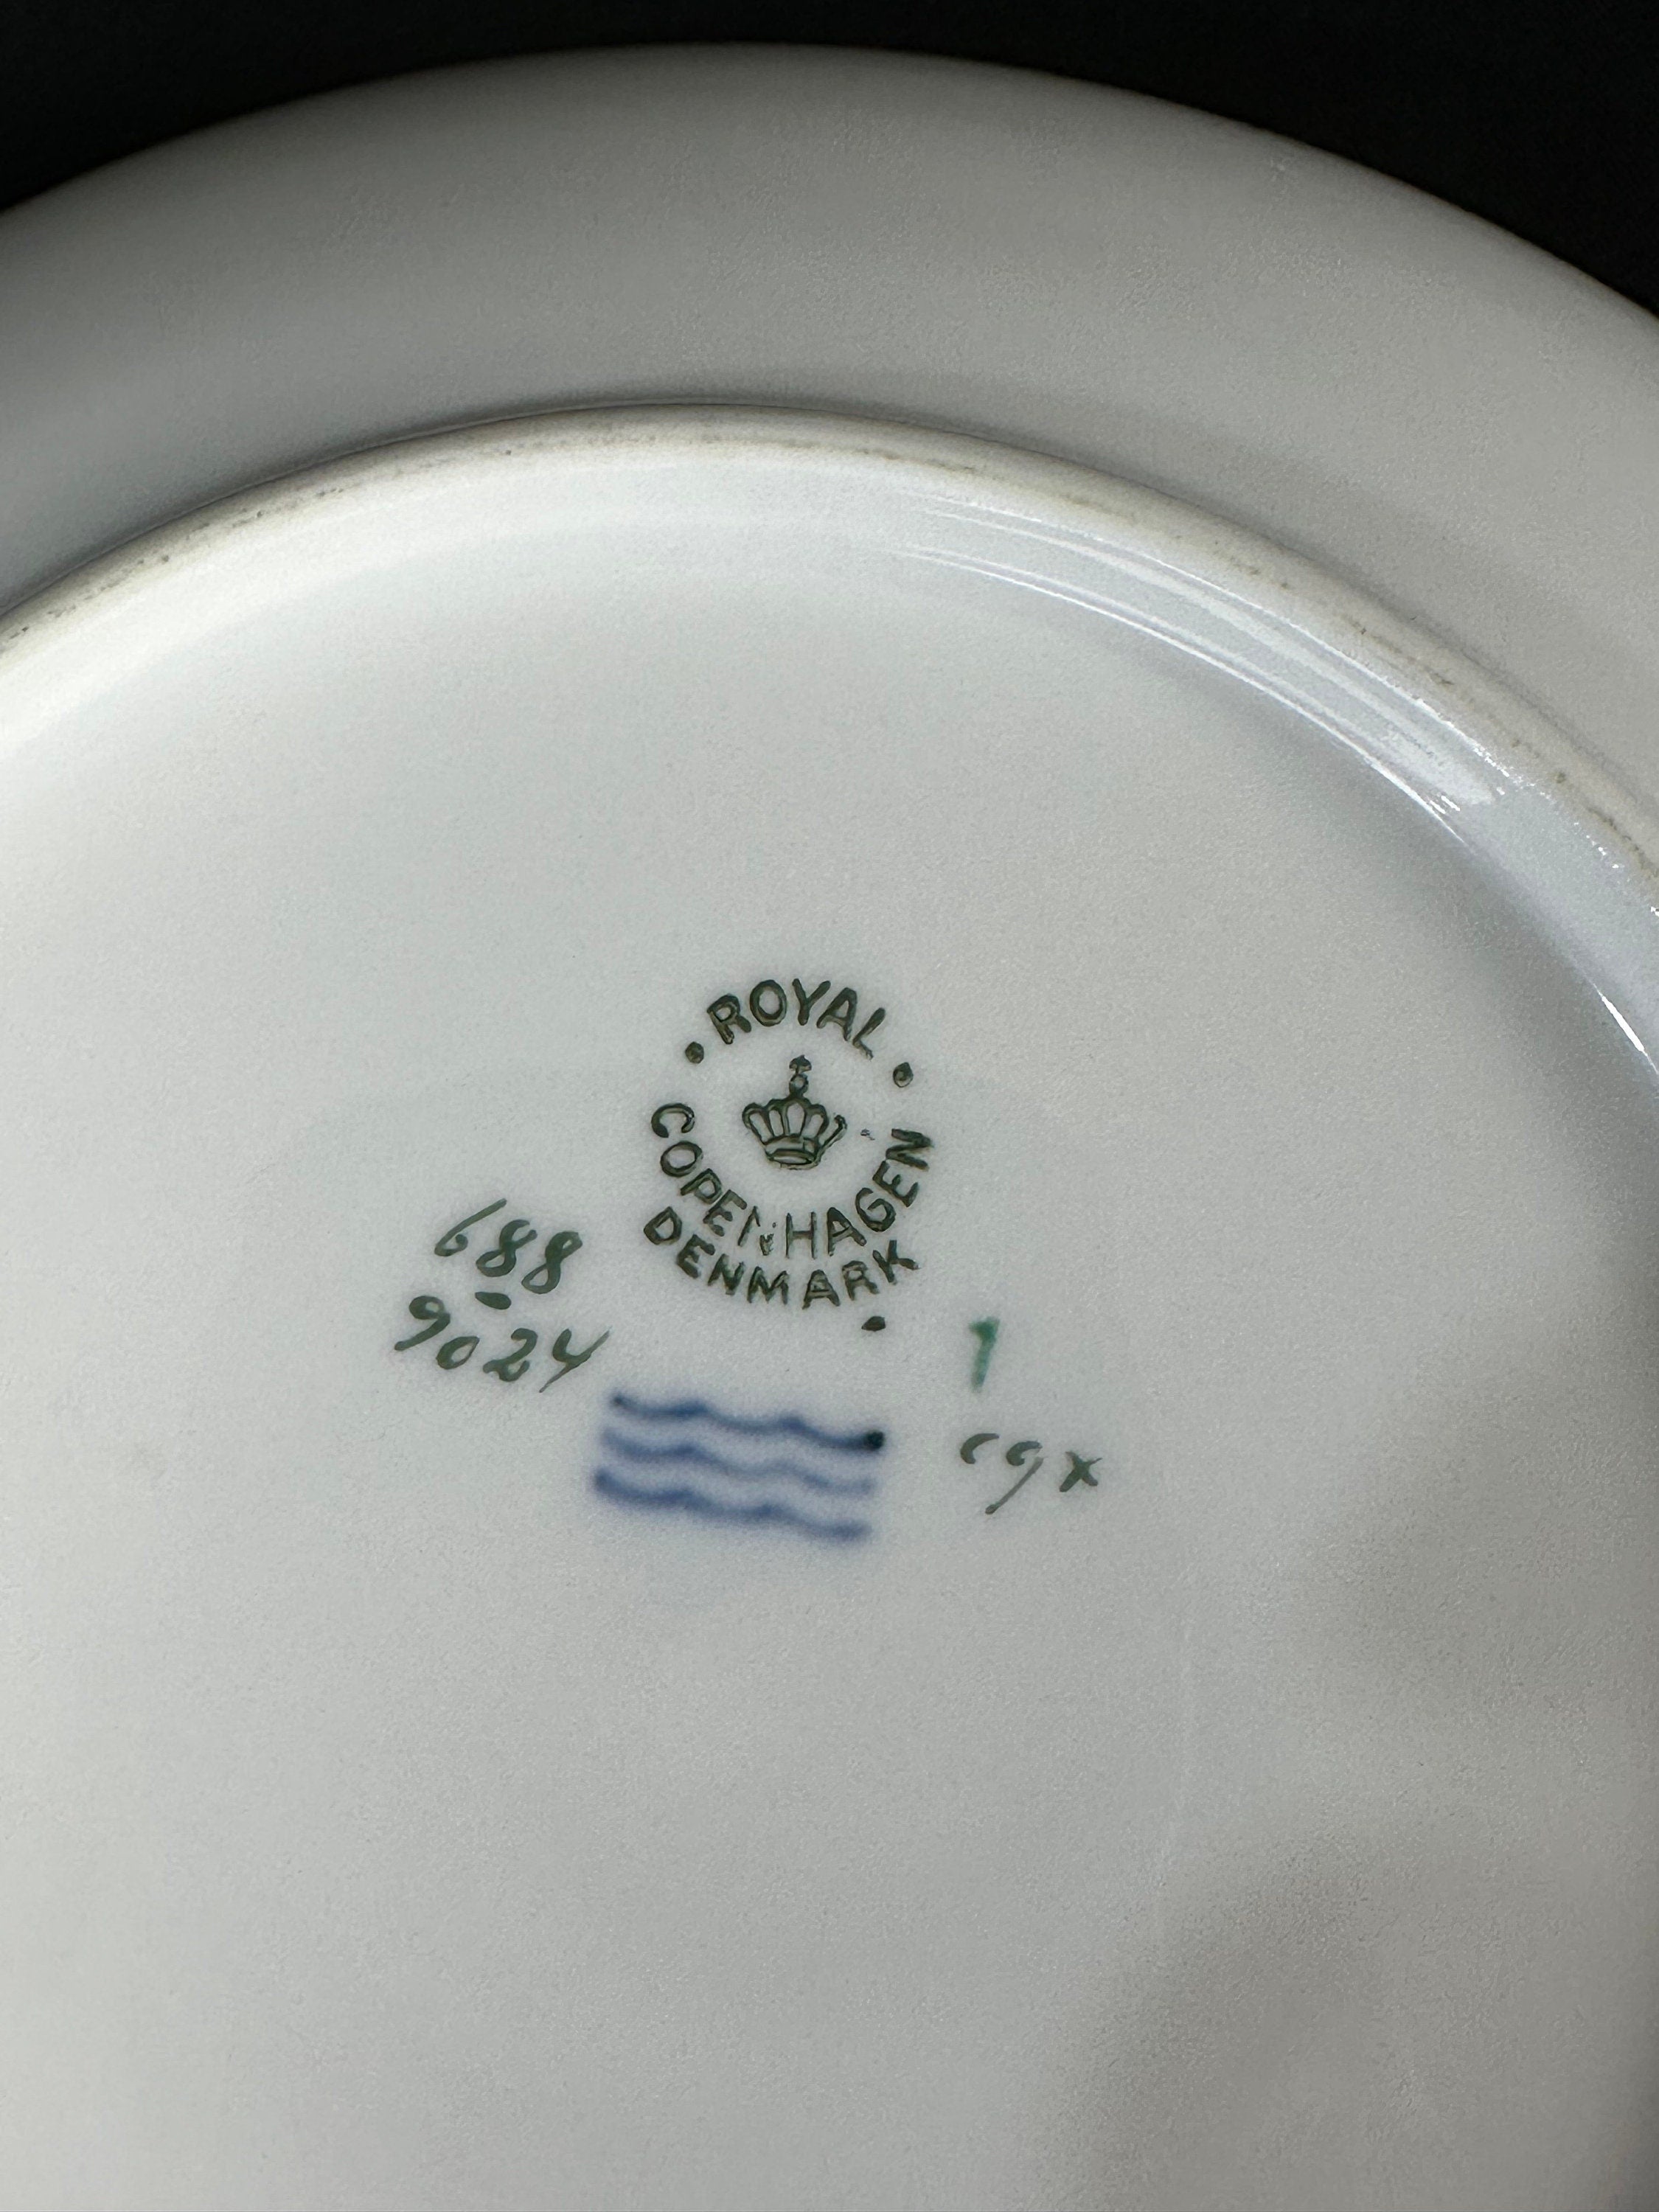 ROYAL
COPENHAGEN
DENMARK
688
9024
1
cgx